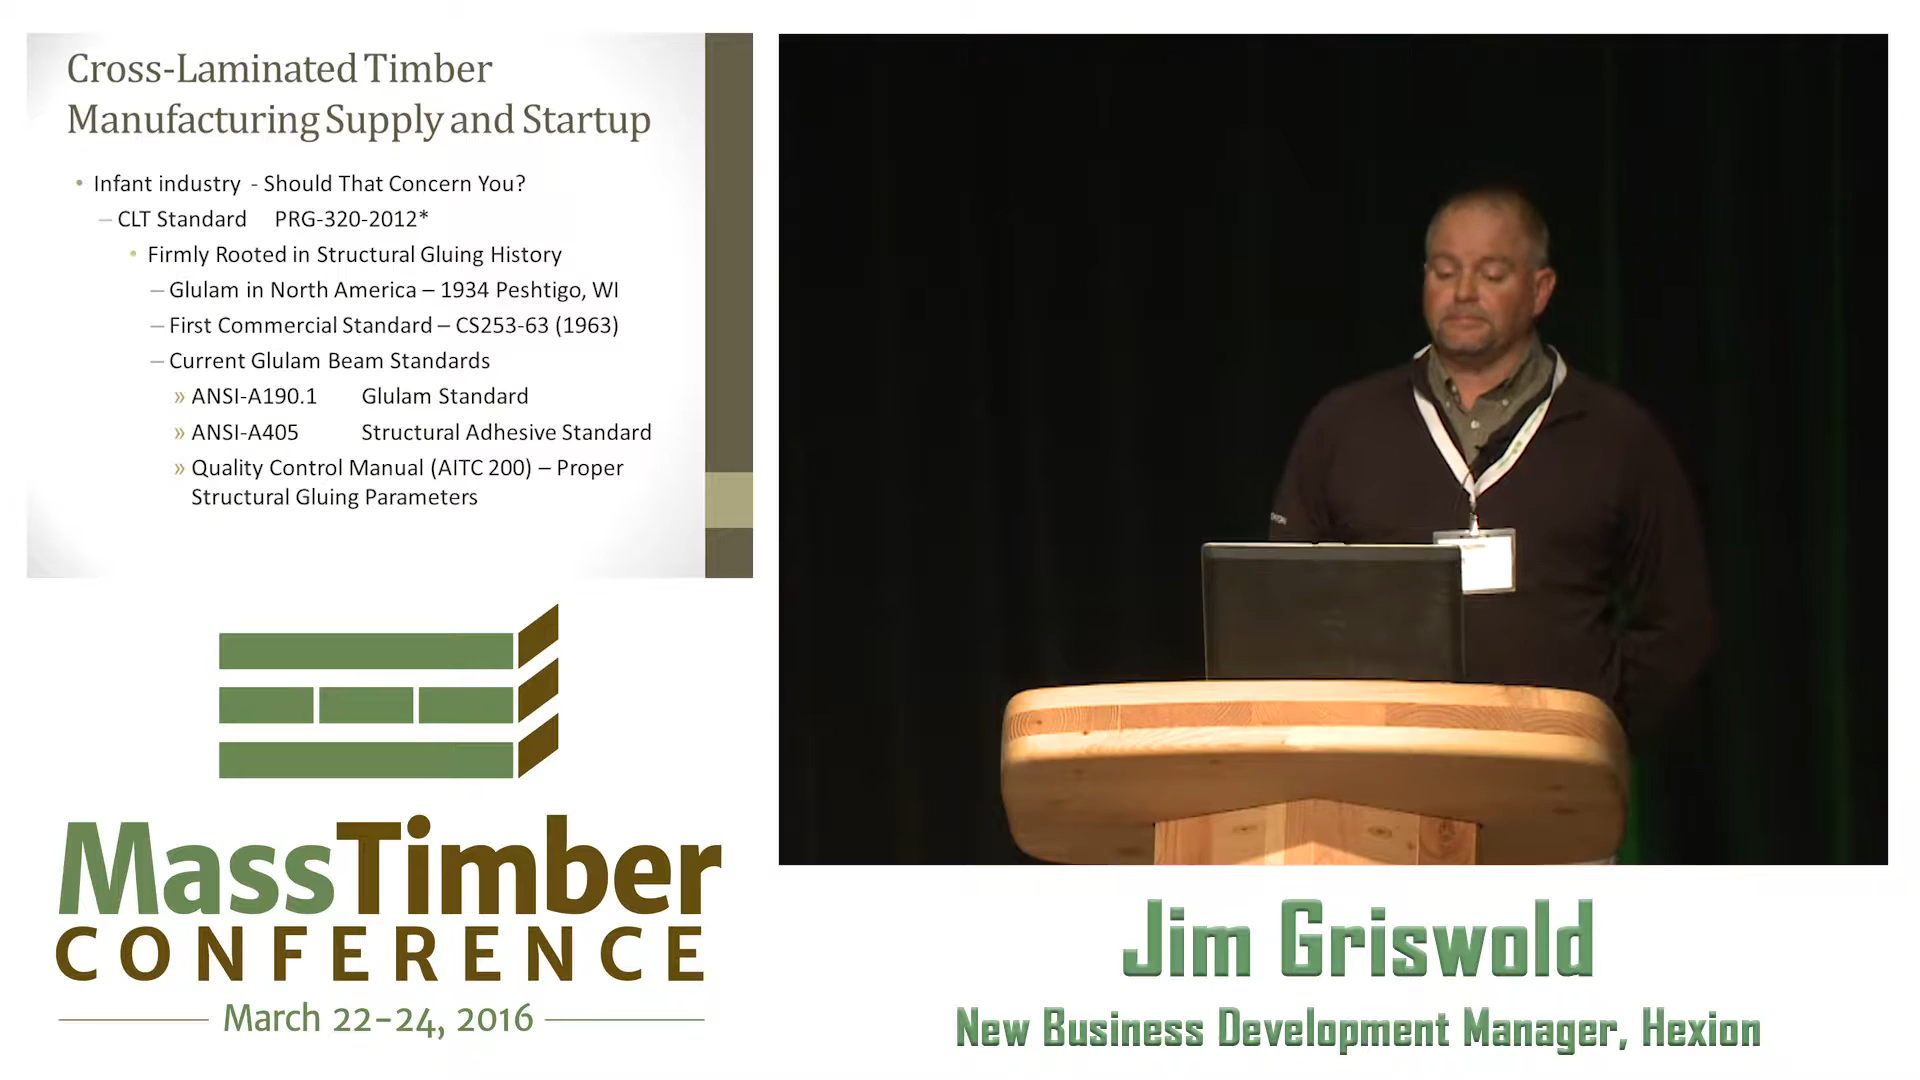 Cross-Laminated Timber
Manufacturing Supply and Startup
• Infant industry - Should That Concern You?
– CLT Standard PRG-320-2012*
• Firmly Rooted in Structural Gluing History
– Glulam in North America – 1934 Peshtigo, WI
– First Commercial Standard – CS253-63 (1963)
– Current Glulam Beam Standards
» ANSI-A190.1 Glulam Standard
» ANSI-A405 Structural Adhesive Standard
» Quality Control Manual (AITC 200) – Proper
Structural Gluing Parameters
MassTimber
CONFERENCE
March 22-24, 2016
Jim Griswold
New Business Development Manager, Hexion